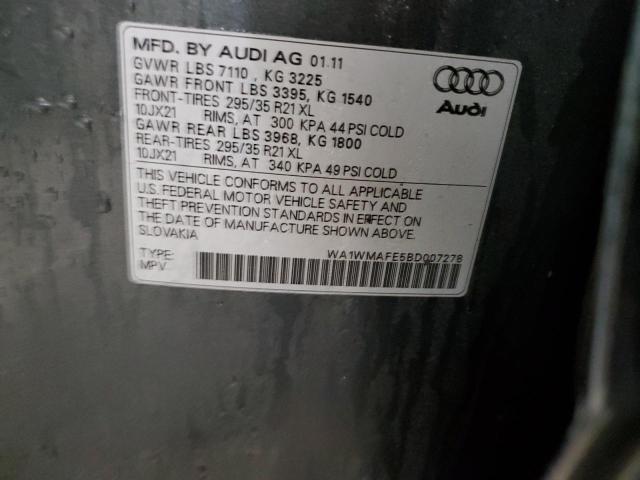 MFD. BY AUDI AG 01.11
GVWR LBS 7110 , KG 3225
GAWR FRONT LBS 3395, KG 1540
FRONT-TIRES 295/35 R21 XL
10JX21 RIMS, AT 300 KPA 44 PSI COLD
GAWR REAR LBS 3968, KG 1800
REAR-TIRES 295/35 R21 XL
10JX21 RIMS, AT 340 KPA 49 PSI COLD
THIS VEHICLE CONFORMS TO ALL APPLICABLE
U.S. FEDERAL MOTOR VEHICLE SAFETY AND
THEFT PREVENTION STANDARDS IN EFFECT ON
THE DATE OF MANUFACTURE SHOWN ABOVE.
SLOVAKIA
TYPE: WA1WMAFE5BD007278
MPV
Audi